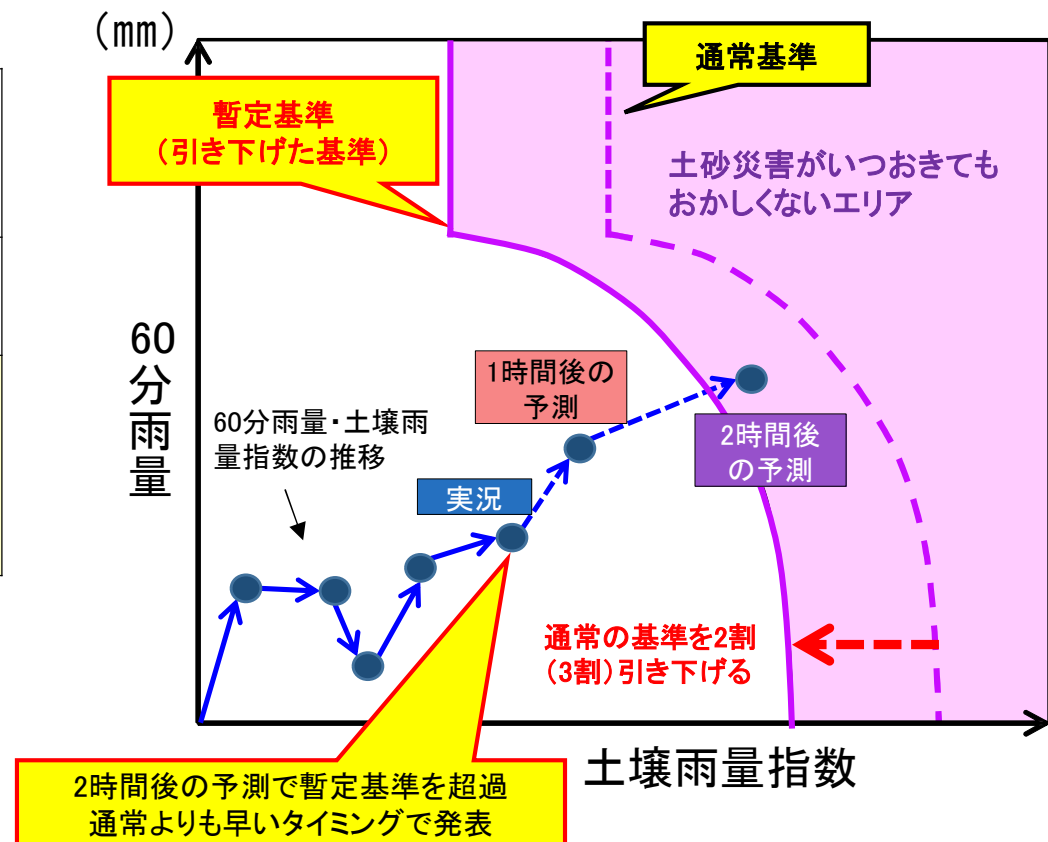 (mm)
通常基準
暫定基準
(引き下げた基準)
土砂災害がいつおきても
おかしくないエリア
60分雨量
1時間後の
予測
60分雨量・土壌雨
量指数の推移
2時間後
の予測
実況
通常の基準を2割
(3割)引き下げる
土壌雨量指数
2時間後の予測で暫定基準を超過
通常よりも早いタイミングで発表